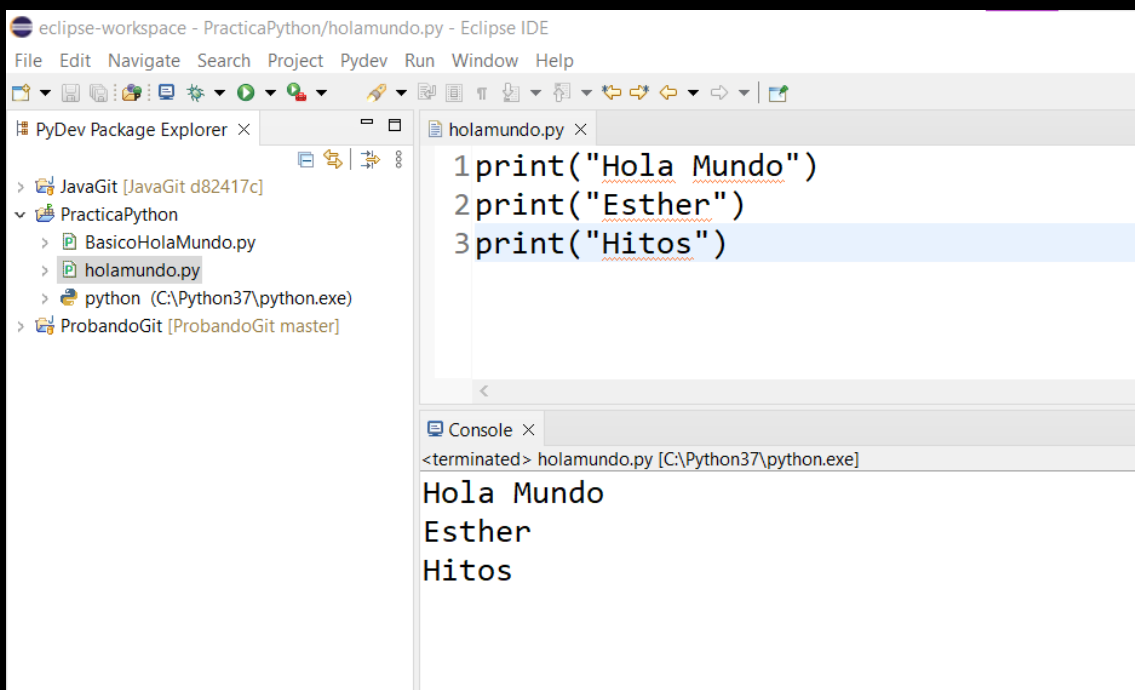 eclipse-workspace - PracticaPython/holamundo.py - Eclipse IDE
File Edit Navigate Search Project Pydev Run Window Help
PyDev Package Explorer
JavaGit [JavaGit d82417c]
PracticaPython
BasicoHolaMundo.py
holamundo.py
python (C:\Python37\python.exe)
ProbandoGit [ProbandoGit master]
holamundo.py
1 print("Hola Mundo")
2 print("Esther")
3 print("Hitos")
Console
<terminated> holamundo.py [C:\Python37\python.exe]
Hola Mundo
Esther
Hitos